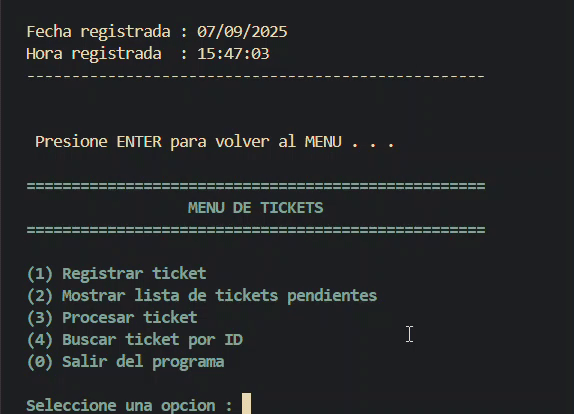 Fecha registrada : 07/09/2025
Hora registrada  : 15:47:03
---------------------------------------------------
Presione ENTER para volver al MENU . . .
===================================================
MENU DE TICKETS
===================================================
(1) Registrar ticket
(2) Mostrar lista de tickets pendientes
(3) Procesar ticket
(4) Buscar ticket por ID
(0) Salir del programa
Seleccione una opcion :